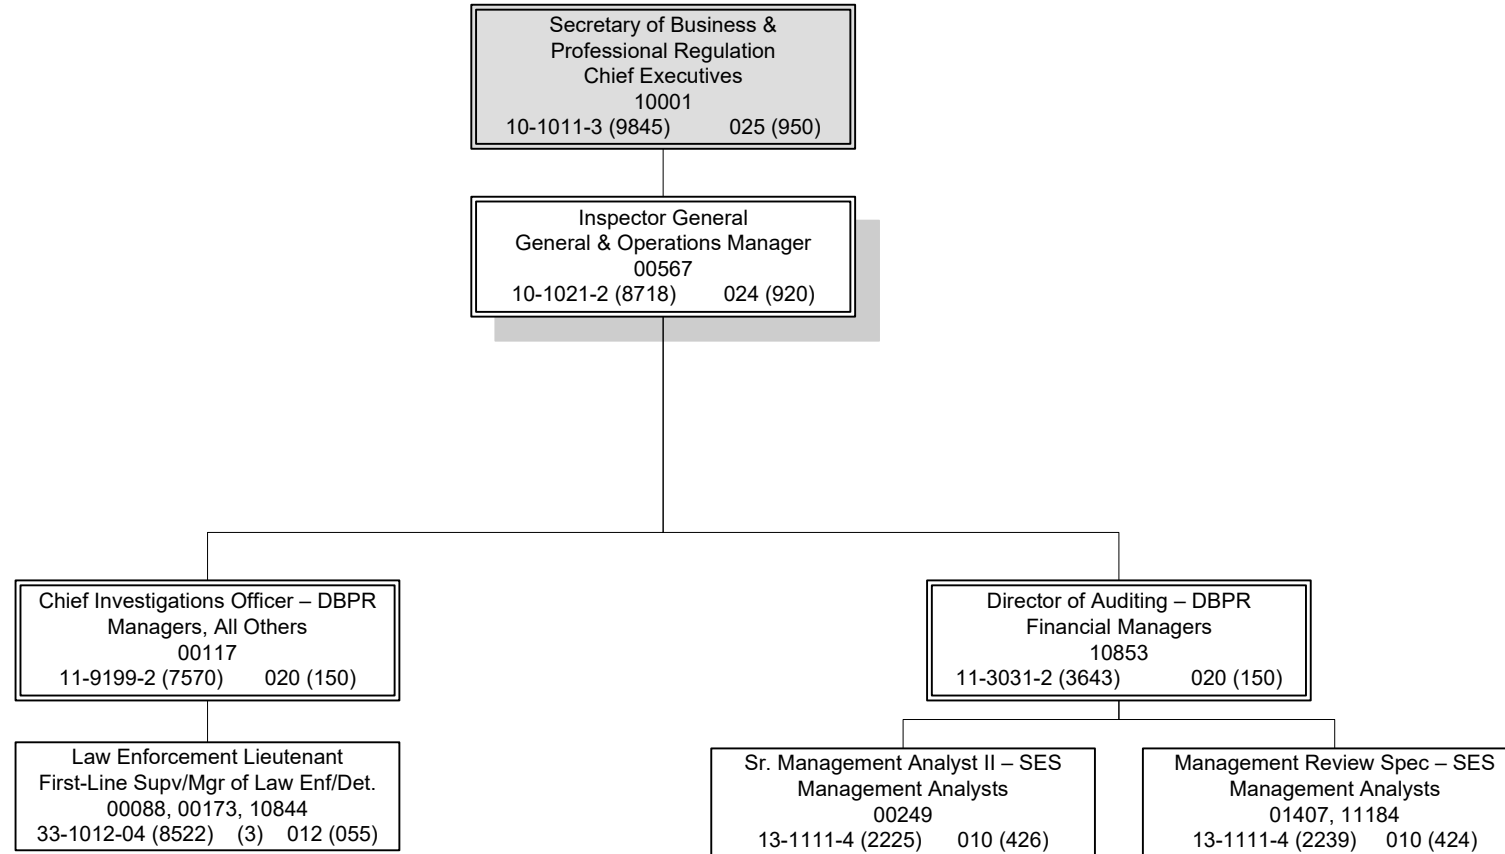 Secretary of Business &
Professional Regulation
Chief Executives
10001
10-1011-3 (9845) 025 (950)
Inspector General
General & Operations Manager
00567
10-1021-2 (8718) 024 (920)
Chief Investigations Officer – DBPR
Managers, All Others
00117
11-9199-2 (7570) 020 (150)
Director of Auditing – DBPR
Financial Managers
10853
11-3031-2 (3643) 020 (150)
Law Enforcement Lieutenant
First-Line Supv/Mgr of Law Enf/Det.
00088, 00173, 10844
33-1012-04 (8522) (3) 012 (055)
Sr. Management Analyst II – SES
Management Analysts
00249
13-1111-4 (2225) 010 (426)
Management Review Spec – SES
Management Analysts
01407, 11184
13-1111-4 (2239) 010 (424)